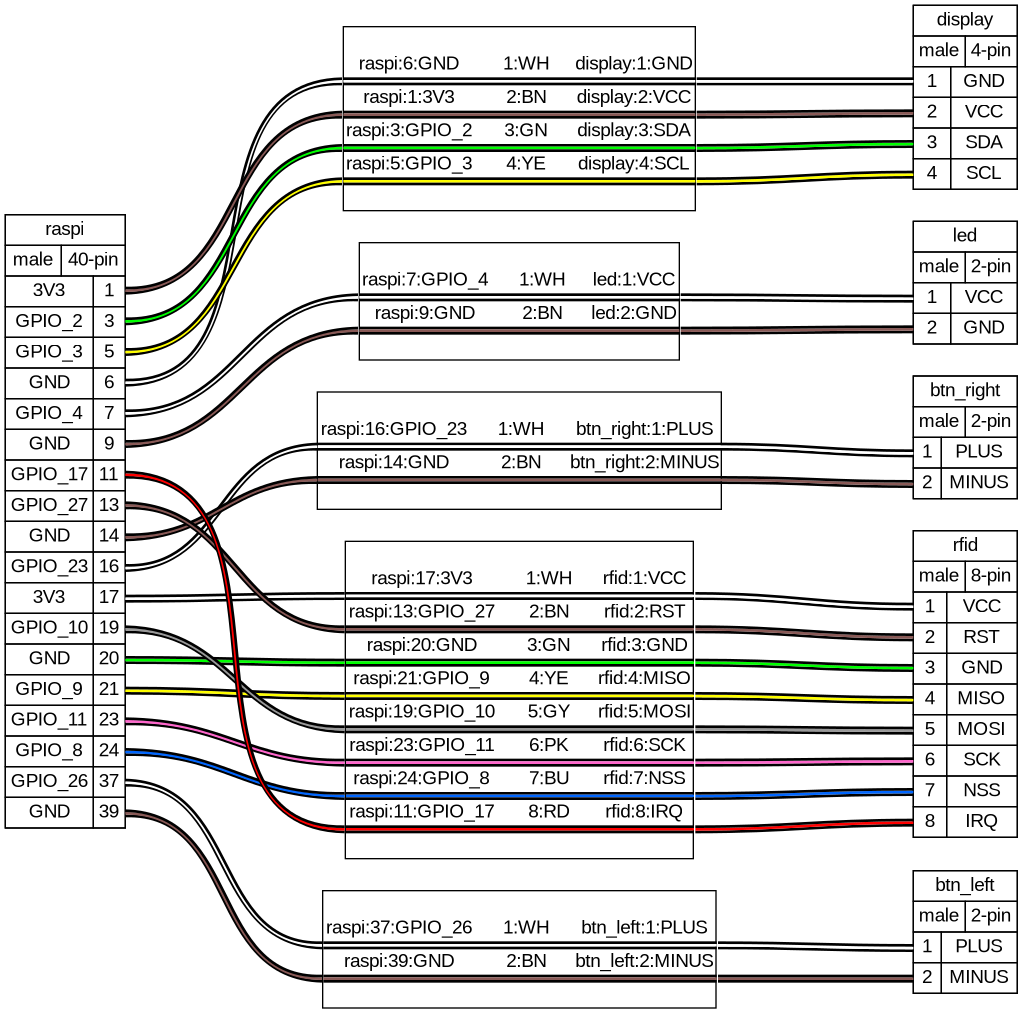 raspi
male 40-pin
3V3 1
GPIO_2 3
GPIO_3 5
GND 6
GPIO_4 7
GND 9
GPIO_17 11
GPIO_27 13
GND 14
GPIO_23 16
3V3 17
GPIO_10 19
GND 20
GPIO_9 21
GPIO_11 23
GPIO_8 24
GPIO_26 37
GND 39
raspi:6:GND 1:WH display:1:GND
raspi:1:3V3 2:BN display:2:VCC
raspi:3:GPIO_2 3:GN display:3:SDA
raspi:5:GPIO_3 4:YE display:4:SCL
raspi:7:GPIO_4 1:WH led:1:VCC
raspi:9:GND 2:BN led:2:GND
raspi:16:GPIO_23 1:WH btn_right:1:PLUS
raspi:14:GND 2:BN btn_right:2:MINUS
raspi:17:3V3 1:WH rfid:1:VCC
raspi:13:GPIO_27 2:BN rfid:2:RST
raspi:20:GND 3:GN rfid:3:GND
raspi:21:GPIO_9 4:YE rfid:4:MISO
raspi:19:GPIO_10 5:GY rfid:5:MOSI
raspi:23:GPIO_11 6:PK rfid:6:SCK
raspi:24:GPIO_8 7:BU rfid:7:NSS
raspi:11:GPIO_17 8:RD rfid:8:IRQ
raspi:37:GPIO_26 1:WH btn_left:1:PLUS
raspi:39:GND 2:BN btn_left:2:MINUS
display
male 4-pin
1 GND
2 VCC
3 SDA
4 SCL
led
male 2-pin
1 VCC
2 GND
btn_right
male 2-pin
1 PLUS
2 MINUS
rfid
male 8-pin
1 VCC
2 RST
3 GND
4 MISO
5 MOSI
6 SCK
7 NSS
8 IRQ
btn_left
male 2-pin
1 PLUS
2 MINUS